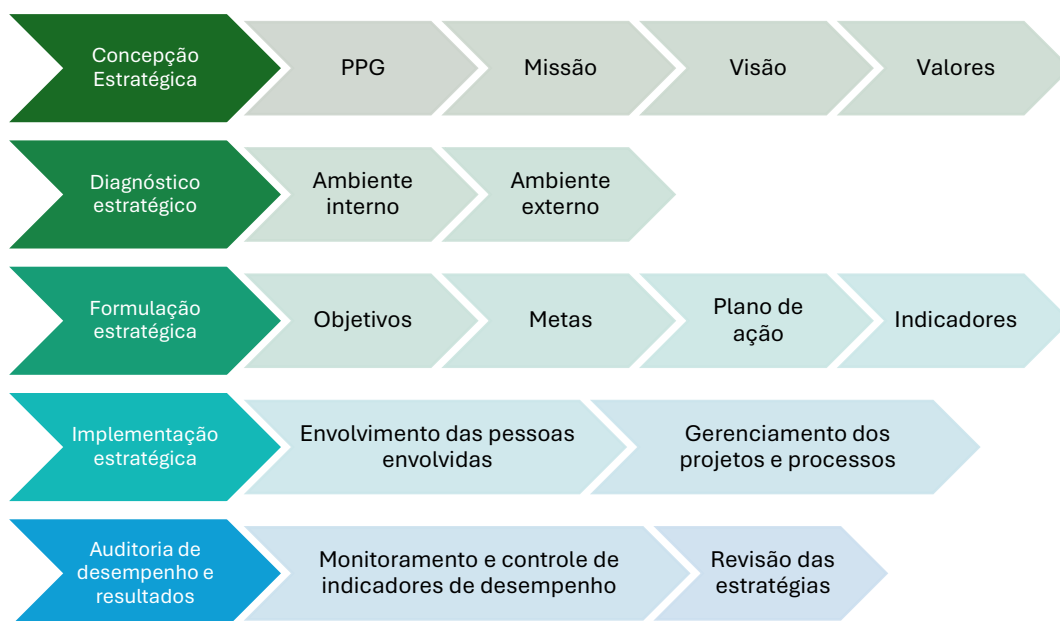 Concepção
Estratégica
PPG
Missão
Visão
Valores
Diagnóstico
estratégico
Ambiente
interno
Ambiente
externo
Formulação
estratégica
Objetivos
Metas
Plano de
ação
Indicadores
Implementação
estratégica
Envolvimento das pessoas
envolvidas
Gerenciamento dos
projetos e processos
Auditoria de
desempenho e
resultados
Monitoramento e controle de
indicadores de desempenho
Revisão das
estratégias